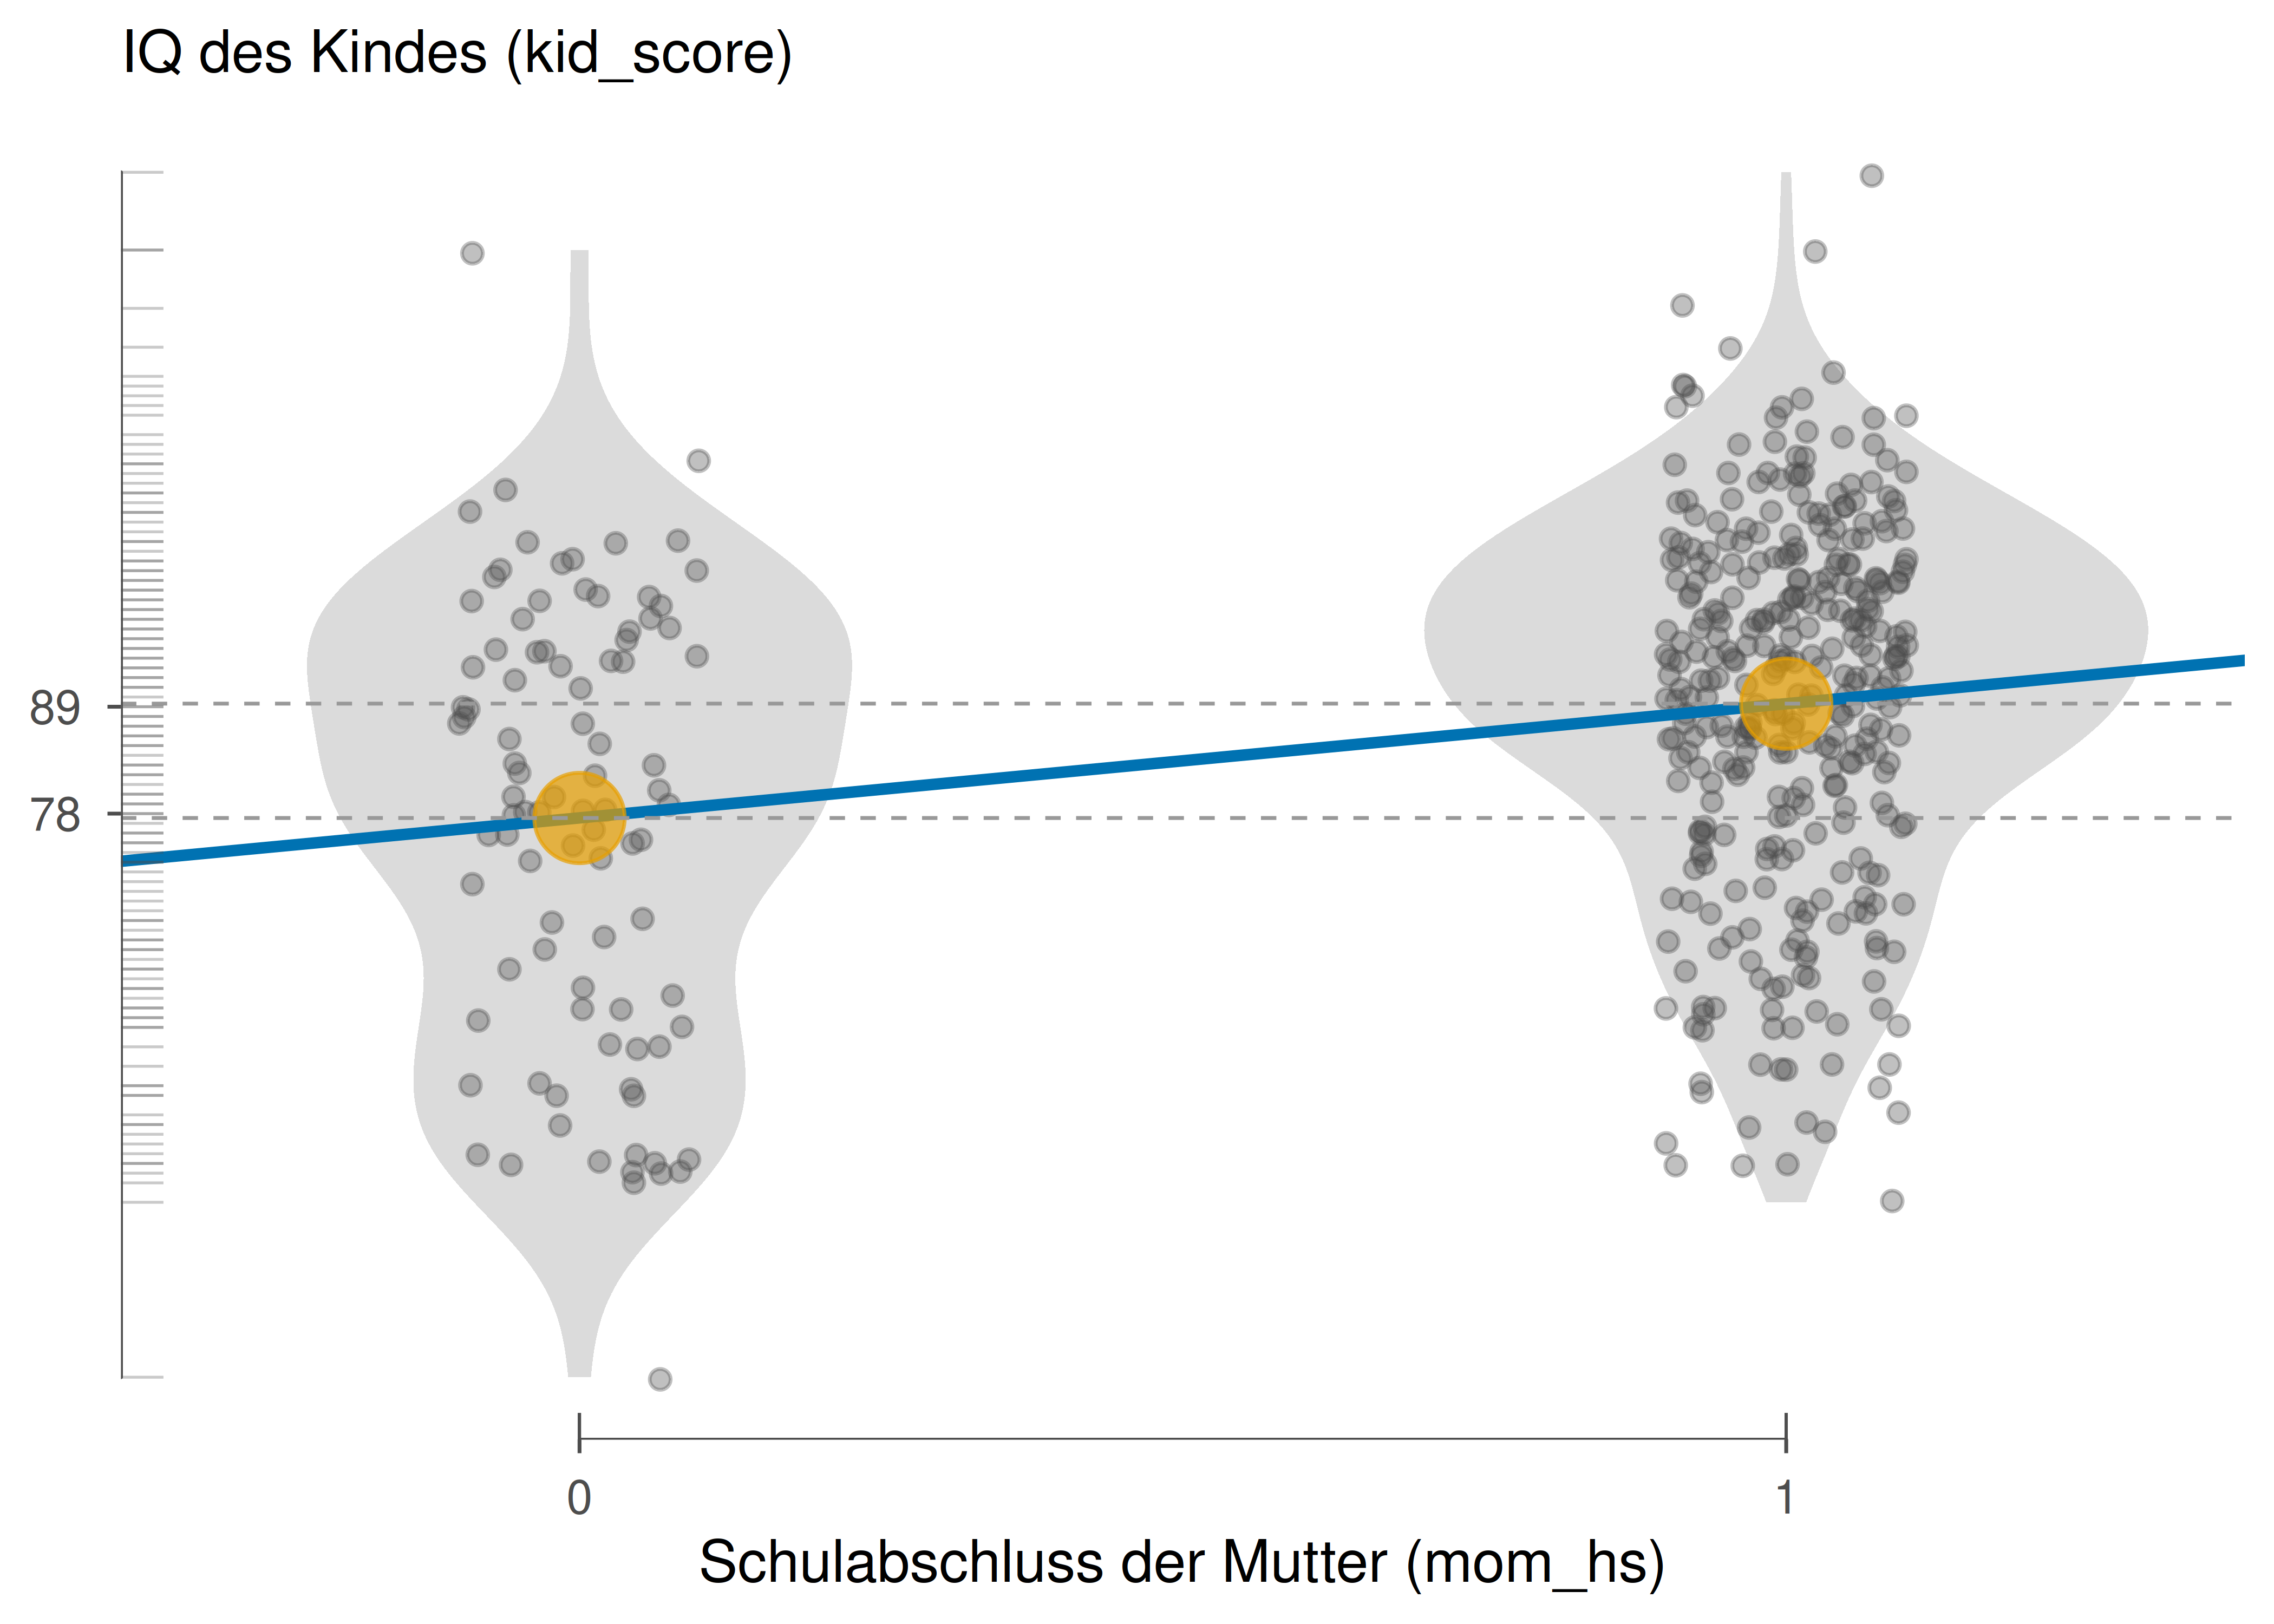 IQ des Kindes (kid_score)
89
78
0
1
Schulabschluss der Mutter (mom_hs)